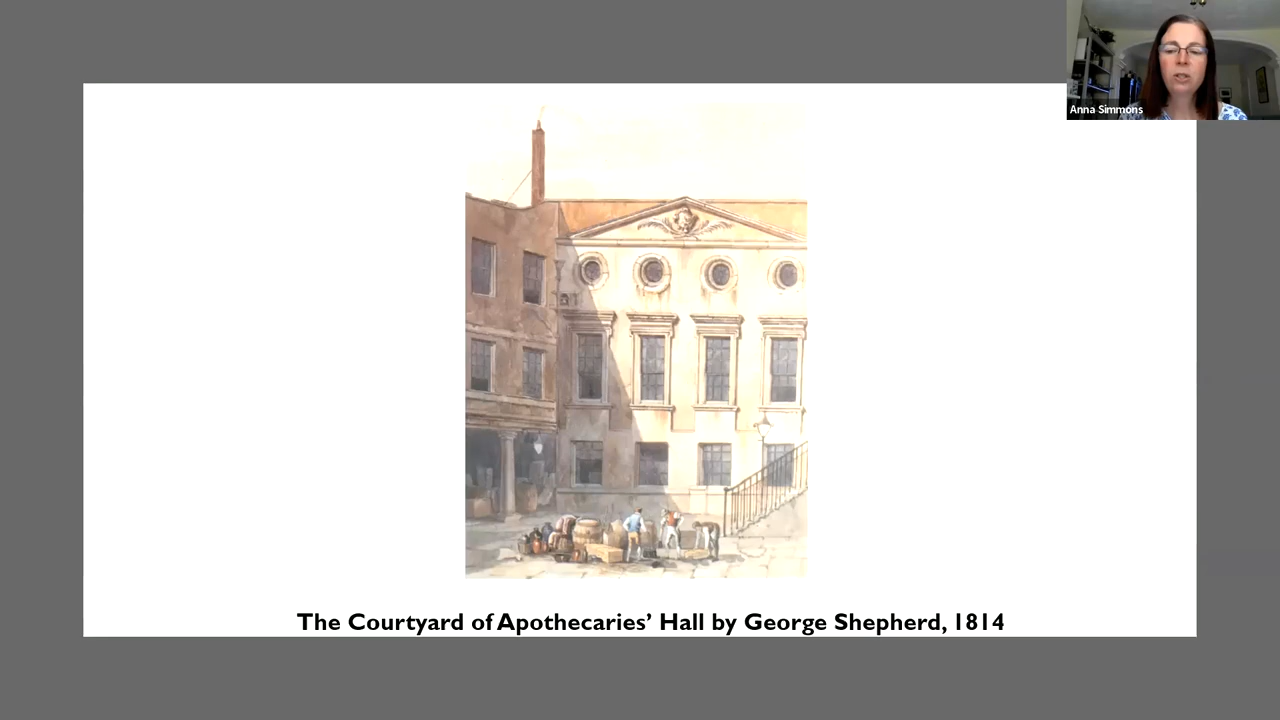 Anna Simmons
The Courtyard of Apothecaries’ Hall by George Shepherd, 1814